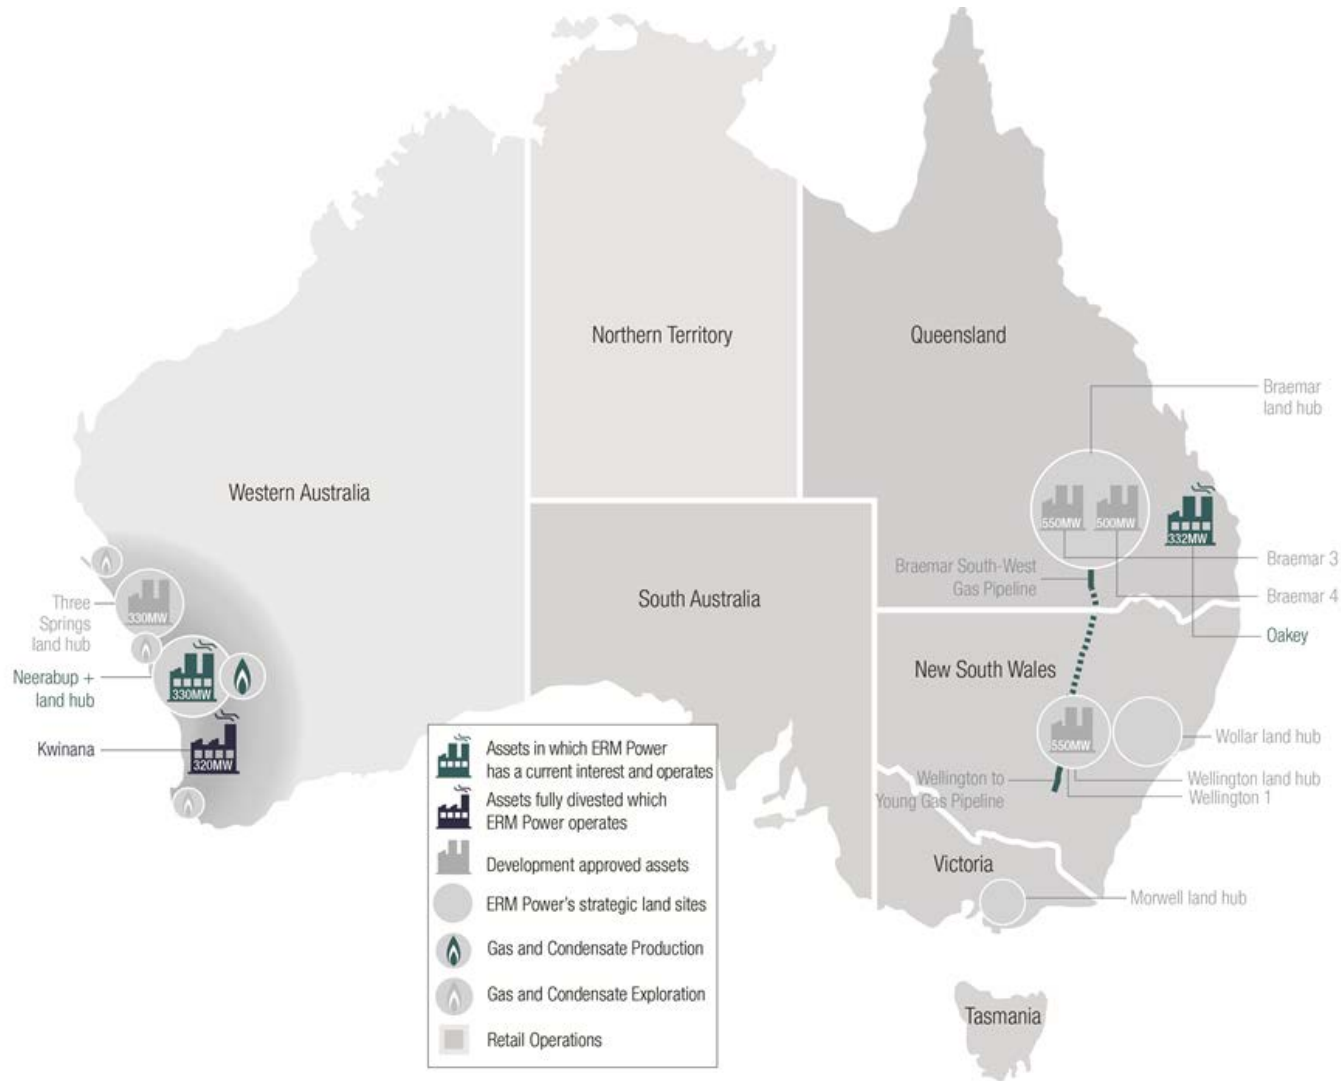 Northern Territory
Queensland
Braemar
land hub
Western Australia
550MW
500MW
332MW
Braemar South-West
Gas Pipeline
Braemar 3
Braemar 4
Oakey
South Australia
Three
Springs
land hub
330MW
Neerabup +
land hub
330MW
Kwinana
320MW
New South Wales
550MW
Wollar land hub
Wellington to
Young Gas Pipeline
Wellington land hub
Wellington 1
Victoria
Morwell land hub
Tasmania
Assets in which ERM Power
has a current interest and operates
Assets fully divested which
ERM Power operates
Development approved assets
ERM Power's strategic land sites
Gas and Condensate Production
Gas and Condensate Exploration
Retail Operations